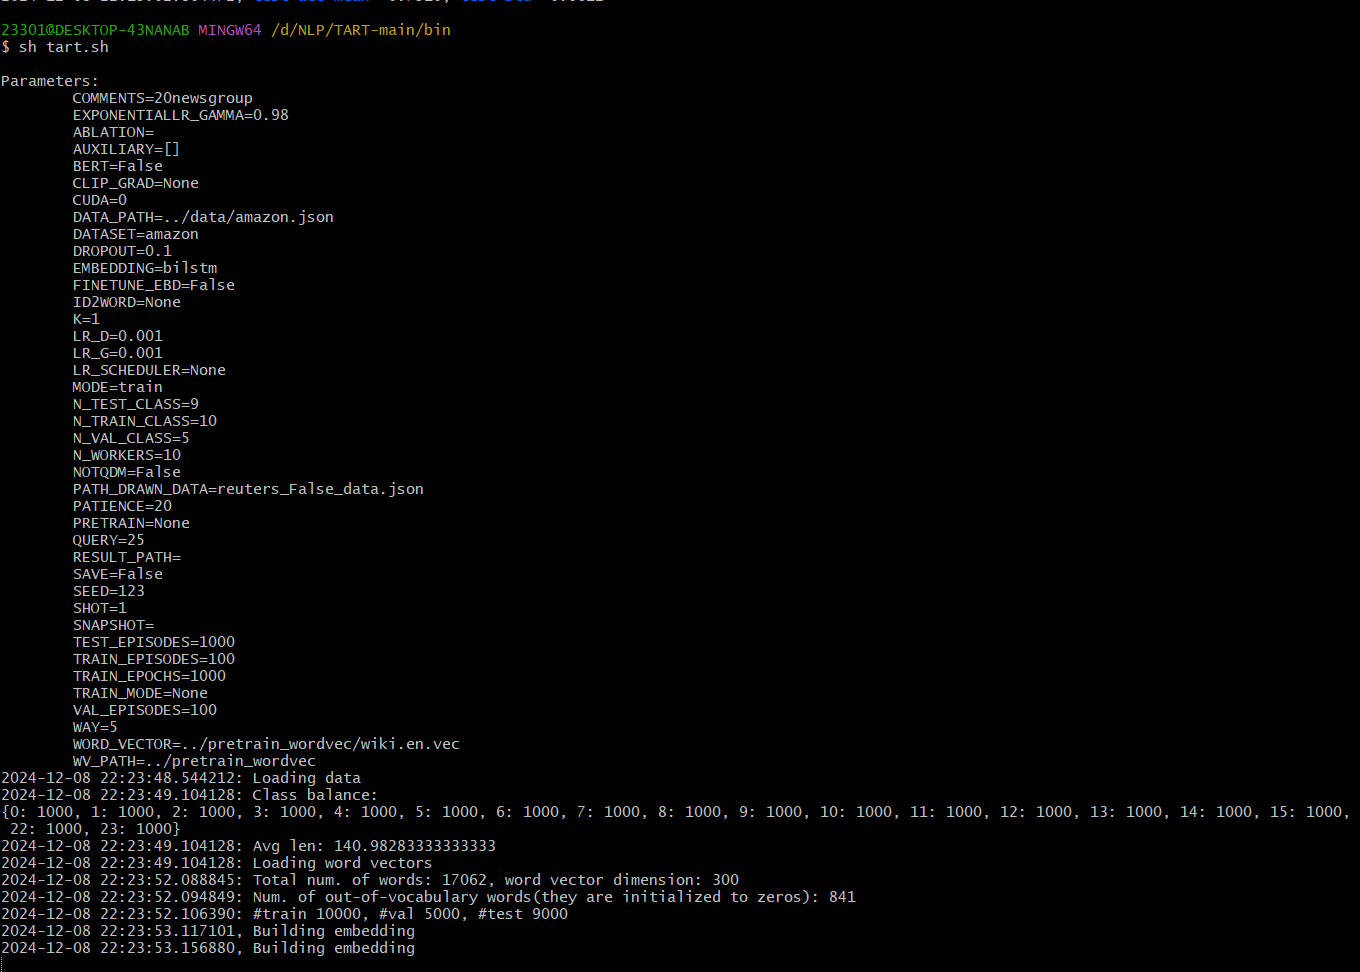 23301@DESKTOP-43NANAB MINGW64 /d/NLP/TART-main/bin
$ sh tart.sh
Parameters:
COMMENTS=20newsgroup
EXPONENTIALLR_GAMMA=0.98
ABLATION=
AUXILIARY=[]
BERT=False
CLIP_GRAD=None
CUDA=0
DATA_PATH=../data/amazon.json
DATASET=amazon
DROPOUT=0.1
EMBEDDING=bilstm
FINETUNE_EBD=False
ID2WORD=None
K=1
LR_D=0.001
LR_G=0.001
LR_SCHEDULER=None
MODE=train
N_TEST_CLASS=9
N_TRAIN_CLASS=10
N_VAL_CLASS=5
N_WORKERS=10
NOTQDM=False
PATH_DRAWN_DATA=reuters_False_data.json
PATIENCE=20
PRETRAIN=None
QUERY=25
RESULT_PATH=
SAVE=False
SEED=123
SHOT=1
SNAPSHOT=
TEST_EPISODES=1000
TRAIN_EPISODES=100
TRAIN_EPOCHS=1000
TRAIN_MODE=None
VAL_EPISODES=100
WAY=5
WORD_VECTOR=../pretrain_wordvec/wiki.en.vec
WV_PATH=../pretrain_wordvec
2024-12-08 22:23:48.544212: Loading data
2024-12-08 22:23:49.104128: Class balance:
{0: 1000, 1: 1000, 2: 1000, 3: 1000, 4: 1000, 5: 1000, 6: 1000, 7: 1000, 8: 1000, 9: 1000, 10: 1000, 11: 1000, 12: 1000, 13: 1000, 14: 1000, 15: 1000,
22: 1000, 23: 1000}
2024-12-08 22:23:49.104128: Avg len: 140.98283333333333
2024-12-08 22:23:49.104128: Loading word vectors
2024-12-08 22:23:52.088845: Total num. of words: 17062, word vector dimension: 300
2024-12-08 22:23:52.094849: Num. of out-of-vocabulary words(they are initialized to zeros): 841
2024-12-08 22:23:52.106390: #train 10000, #val 5000, #test 9000
2024-12-08 22:23:53.117101, Building embedding
2024-12-08 22:23:53.156880, Building embedding